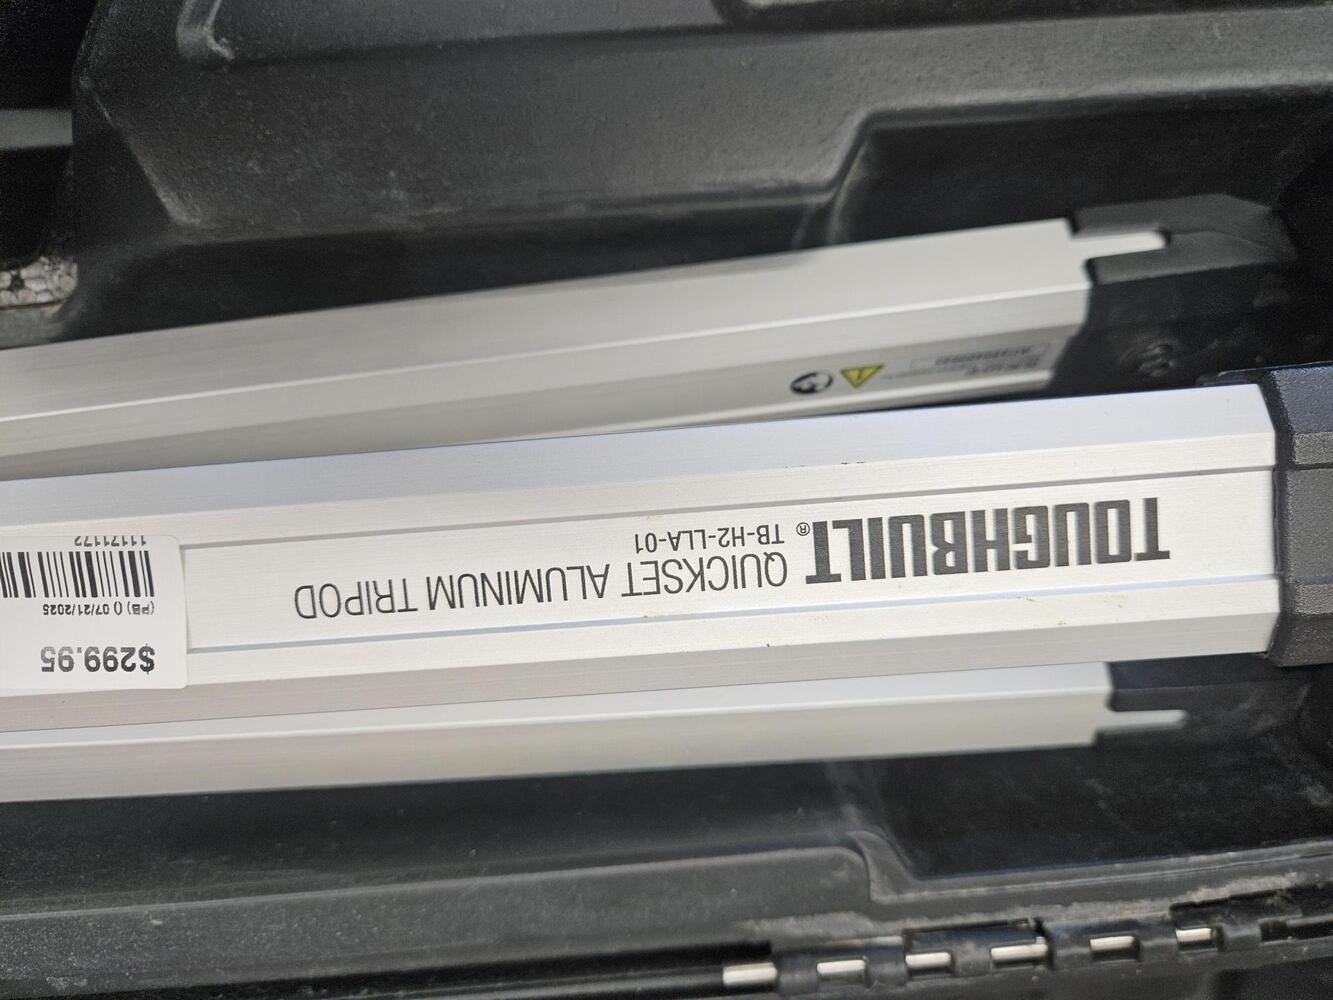 TOUGHBUILT®
QUICKSET ALUMINUM TRIPOD
TB-H2-LLA-01
$299.95
(PB) () 07/21/2025
11171172